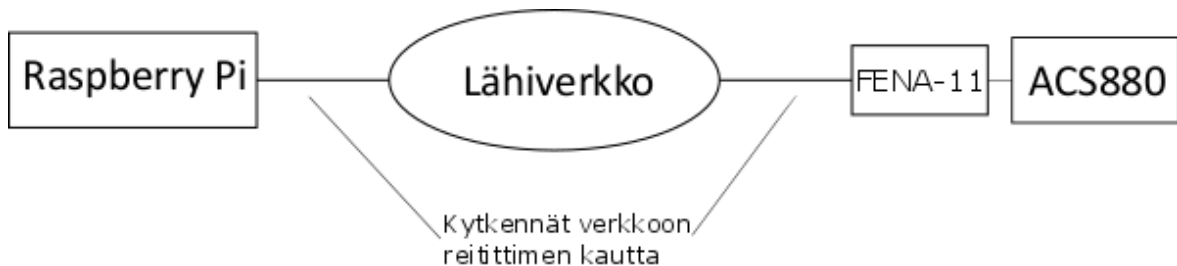 Raspberry Pi
Lähiverkko
FENA-11
ACS880
Kytkennät verkkoon
reitittimen kautta